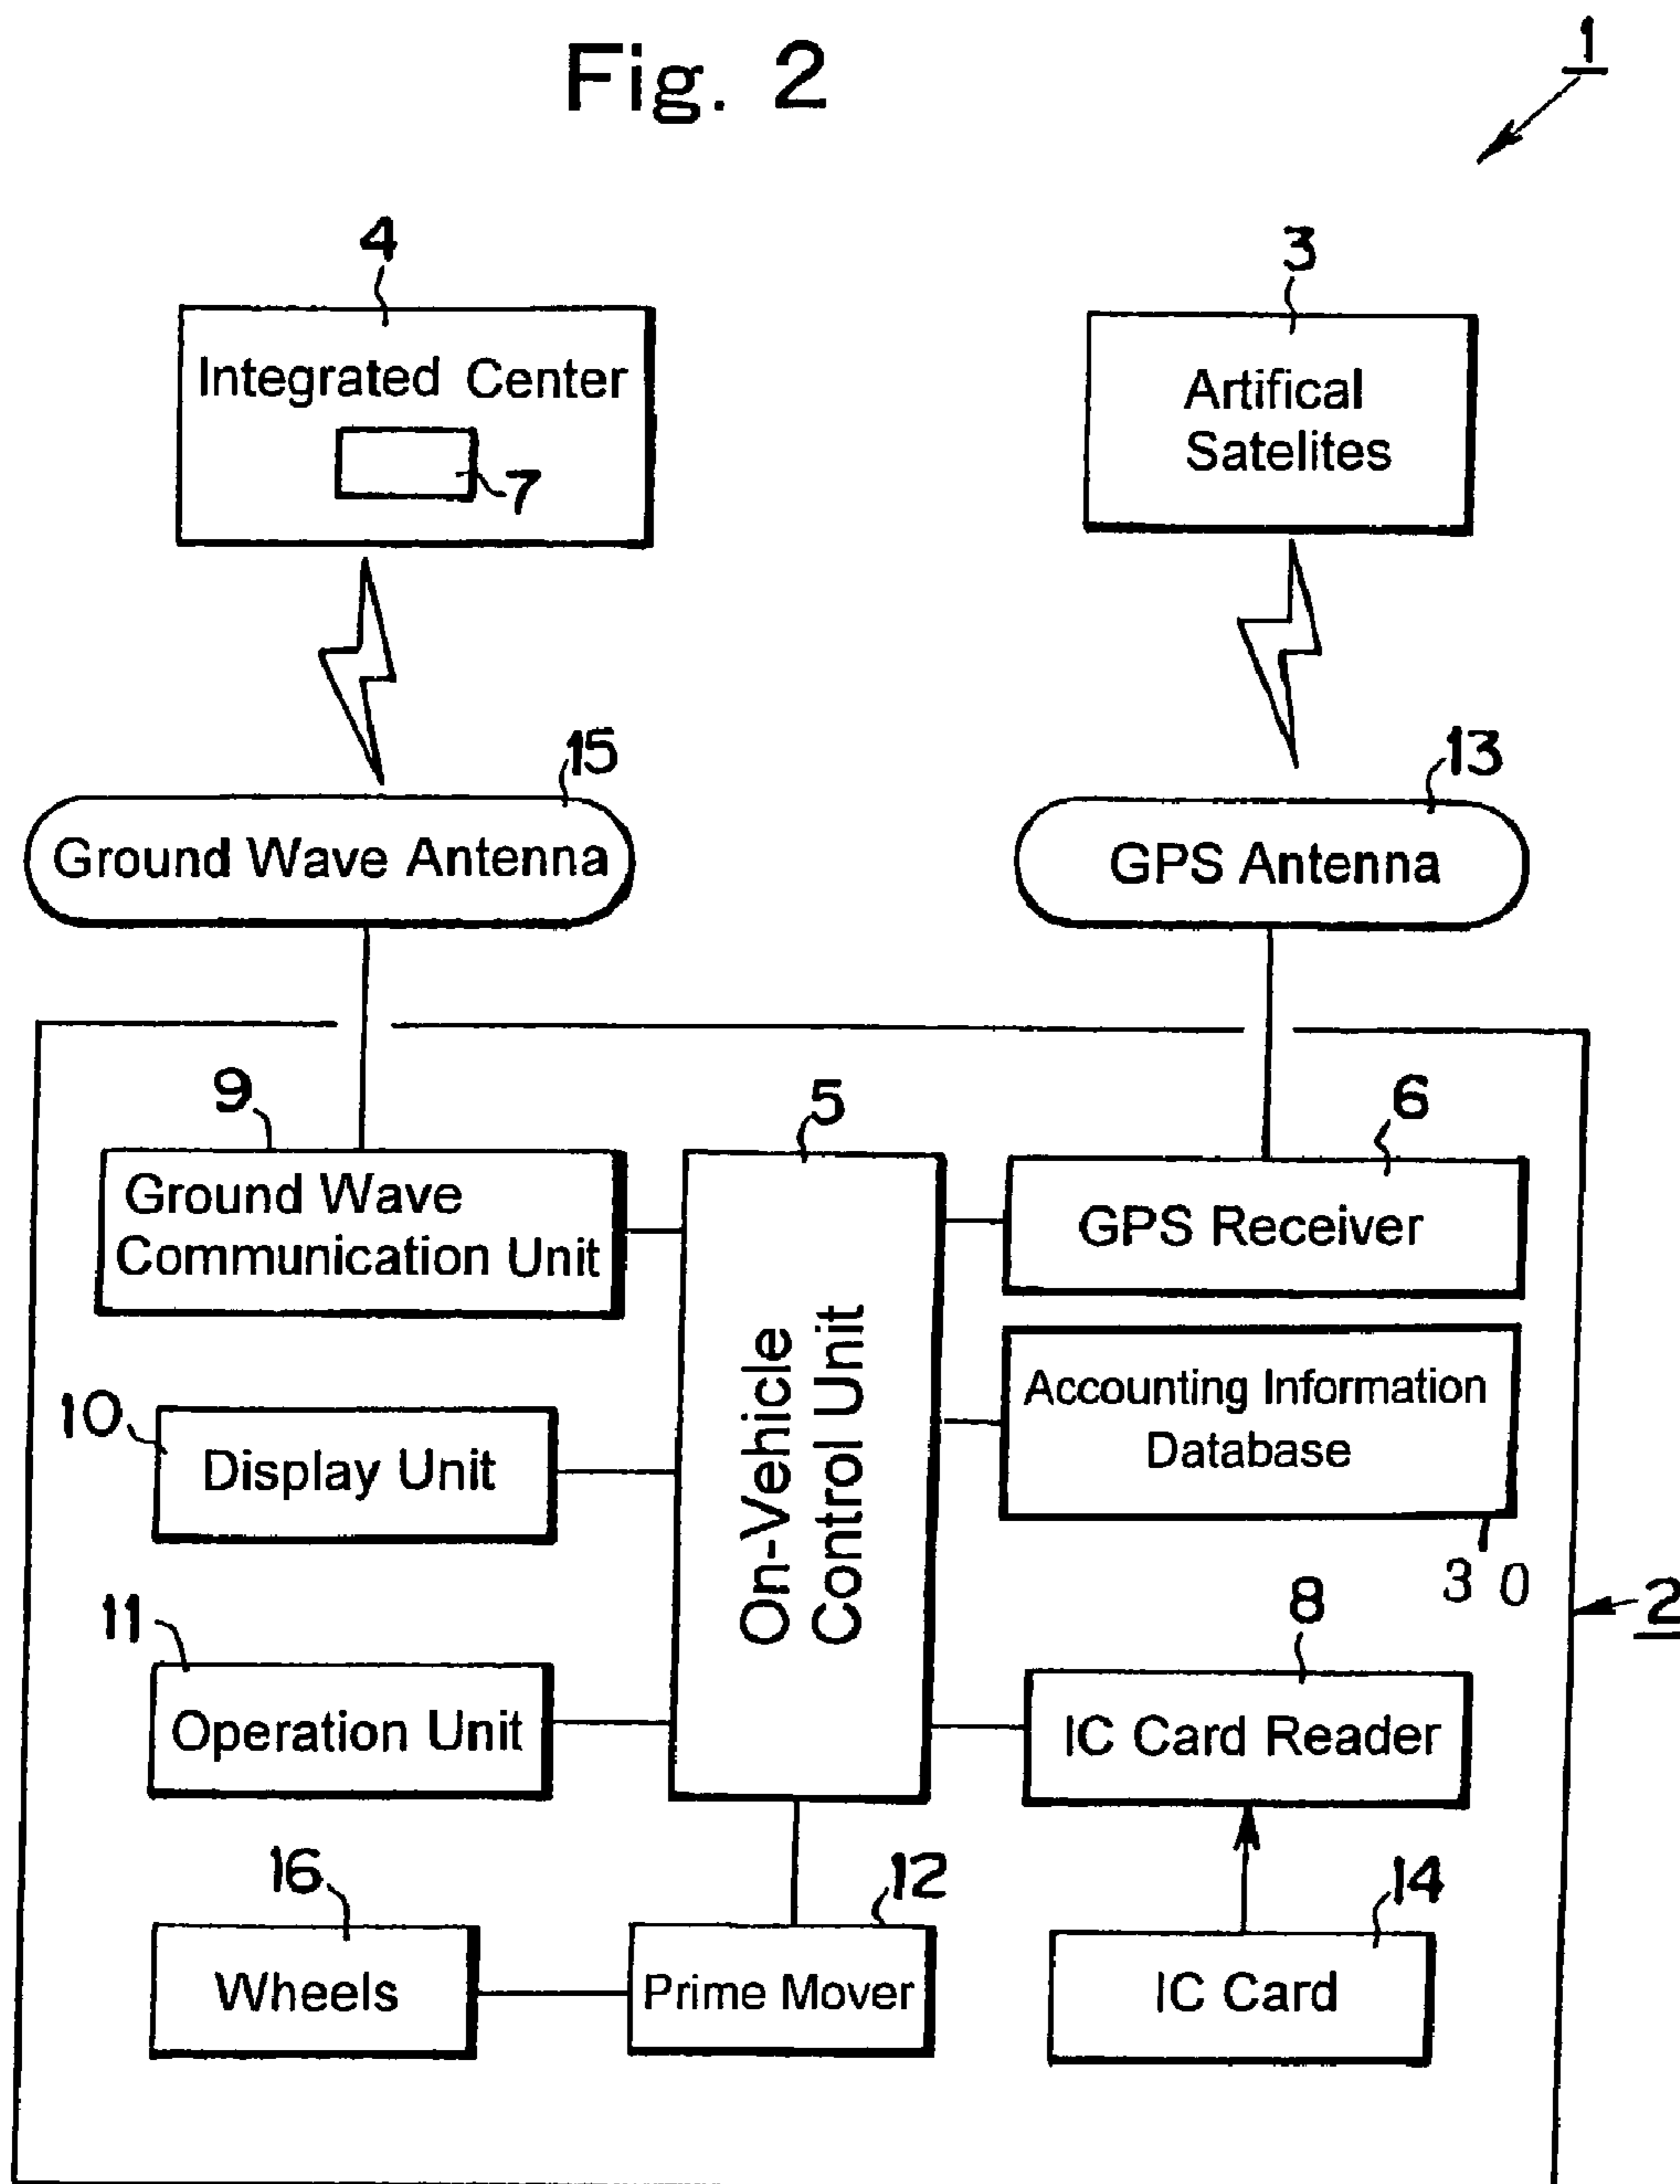 Fig. 2
1
4
3
Integrated Center
7
Artifical
Satelites
15
13
Ground Wave Antenna
GPS Antenna
9
5
6
Ground Wave
Communication Unit
On-Vehicle
Control Unit
GPS Receiver
Accounting Information
Database
30
10
Display Unit
2
11
8
Operation Unit
IC Card Reader
16
12
14
Wheels
Prime Mover
IC Card